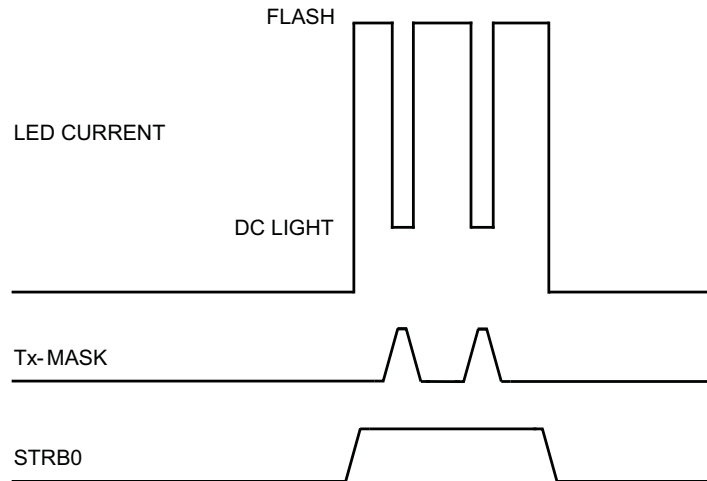 FLASH
LED CURRENT
DC LIGHT
Tx-MASK
STRB0